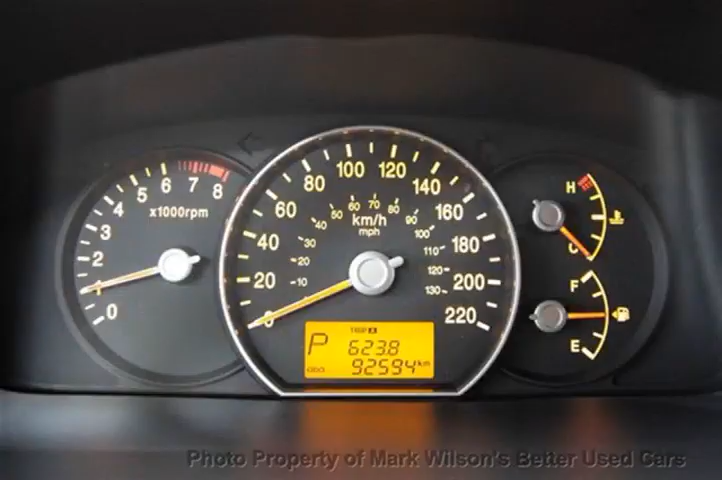 0
1
2
3
4
5
6
7
8
x1000rpm
0
20
40
60
80
100
120
140
160
180
200
220
10
20
30
40
50
60
70
80
90
100
110
120
130
km/h
mph
P
TRIP A
623.8
ODO
92594 km
H
C
F
E
Photo Property of Mark Wilson's Better Used Cars